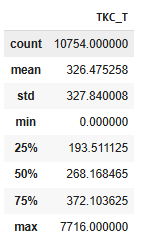 TKC_T
count 10754.000000
mean 326.475258
std 327.840008
min 0.000000
25% 193.511125
50% 268.168465
75% 372.103625
max 7716.000000